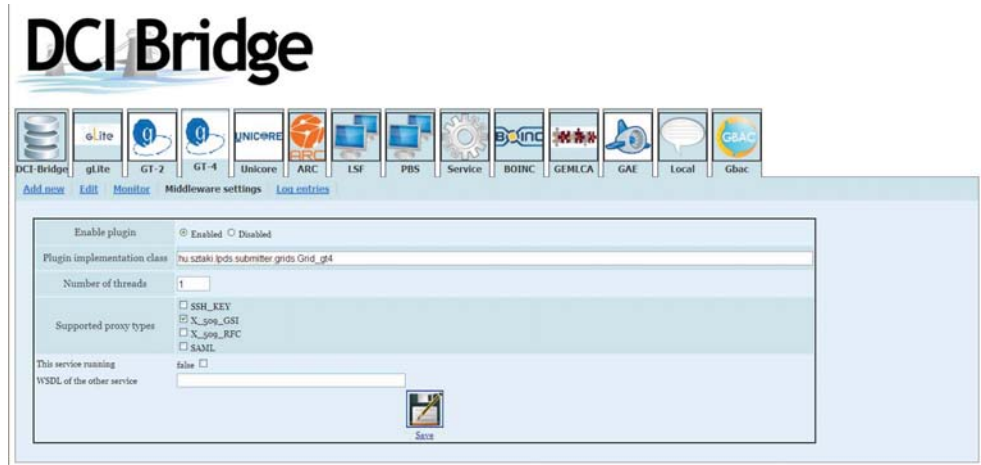 DCI Bridge
gLite g g UNICORE ARC BOINC GBAC
DCI-Bridge gLite GT-2 GT-4 Unicore ARC LSF PBS Service BOINC GEMLCA GAE Local Gbac
Add new Edit Monitor Middleware settings Log entries
Enable plugin Enabled Disabled
Plugin implementation class hu.sztaki.lpds.submitter.grids.Grid_gt4
Number of threads 1
SSH_KEY
Supported proxy types X_509_GSI
X_509_RFC
SAML
This service running false
WSDL of the other service
Save